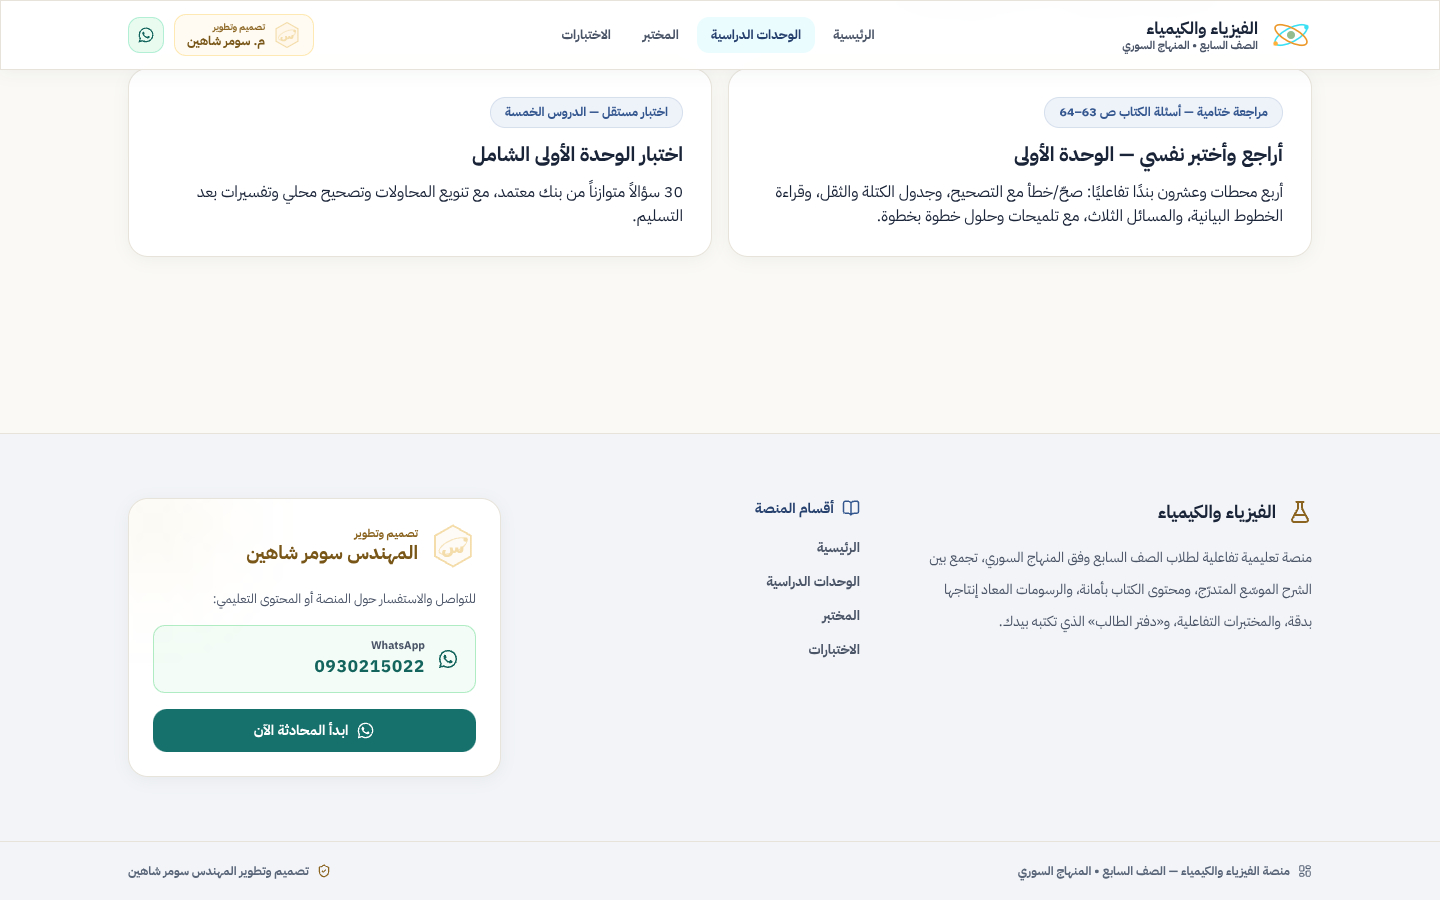 الفيزياء والكيمياء
الصف السابع • المنهاج السوري
الرئيسية
الوحدات الدراسية
المختبر
الاختبارات
تصميم وتطوير
م. سومر شاهين
مراجعة ختامية — أسئلة الكتاب ص 63–64
أراجع وأختبر نفسي — الوحدة الأولى
أربع محطات وعشرون بندًا تفاعليًا: صحّ/خطأ مع التصحيح، وجدول الكتلة والثقل، وقراءة
الخطوط البيانية، والمسائل الثلاث، مع تلميحات وحلول خطوة بخطوة.
اختبار مستقل — الدروس الخمسة
اختبار الوحدة الأولى الشامل
30 سؤالاً متوازناً من بنك معتمد، مع تنويع المحاولات وتصحيح محلي وتفسيرات بعد
التسليم.
الفيزياء والكيمياء
منصة تعليمية تفاعلية لطلاب الصف السابع وفق المنهاج السوري، تجمع بين
الشرح الموسّع المتدرّج، ومحتوى الكتاب بأمانة، والرسومات المعاد إنتاجها
بدقة، والمختبرات التفاعلية، و«دفتر الطالب» الذي تكتبه بيدك.
أقسام المنصة
الرئيسية
الوحدات الدراسية
المختبر
الاختبارات
س
تصميم وتطوير
المهندس سومر شاهين
للتواصل والاستفسار حول المنصة أو المحتوى التعليمي:
WhatsApp
0930215022
ابدأ المحادثة الآن
منصة الفيزياء والكيمياء — الصف السابع • المنهاج السوري
تصميم وتطوير المهندس سومر شاهين